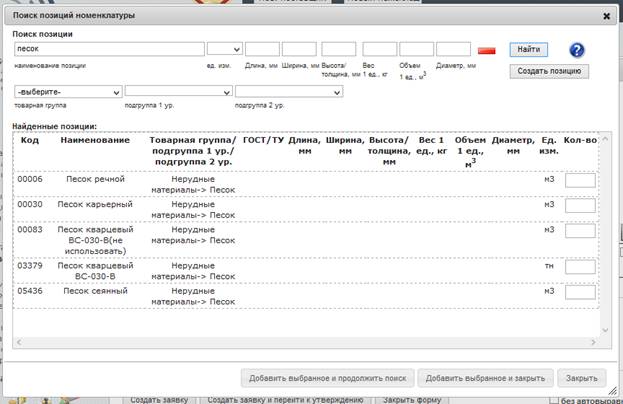 Поиск позиций номенклатуры
Поиск позиции
песок
Найти
наименование позиции
ед. изм.
Длина, мм
Ширина, мм
Высота/
толщина, мм
Вес
1 ед., кг
Объем
1 ед., м3
Диаметр, мм
Создать позицию
-выберите-
товарная группа
подгруппа 1 ур.
подгруппа 2 ур.
Найденные позиции:
Код Наименование Товарная группа/ подгруппа 1 ур./ подгруппа 2 ур. ГОСТ/ТУ Длина, мм Ширина, мм Высота/ толщина, мм Вес 1 ед., кг Объем 1 ед., м3 Диаметр, мм Ед. изм. Кол-во
00006 Песок речной Нерудные м3
материалы-> Песок
00030 Песок карьерный Нерудные м3
материалы-> Песок
00083 Песок кварцевый Нерудные м3
ВС-030-В(не материалы-> Песок
использовать)
03379 Песок кварцевый Нерудные тн
ВС-030-В материалы-> Песок
05436 Песок сеянный Нерудные м3
материалы-> Песок
Добавить выбранное и продолжить поиск
Добавить выбранное и закрыть
Закрыть
Создать заявку
Создать заявку и перейти к утверждению
Закрыть форму
без автовыравн